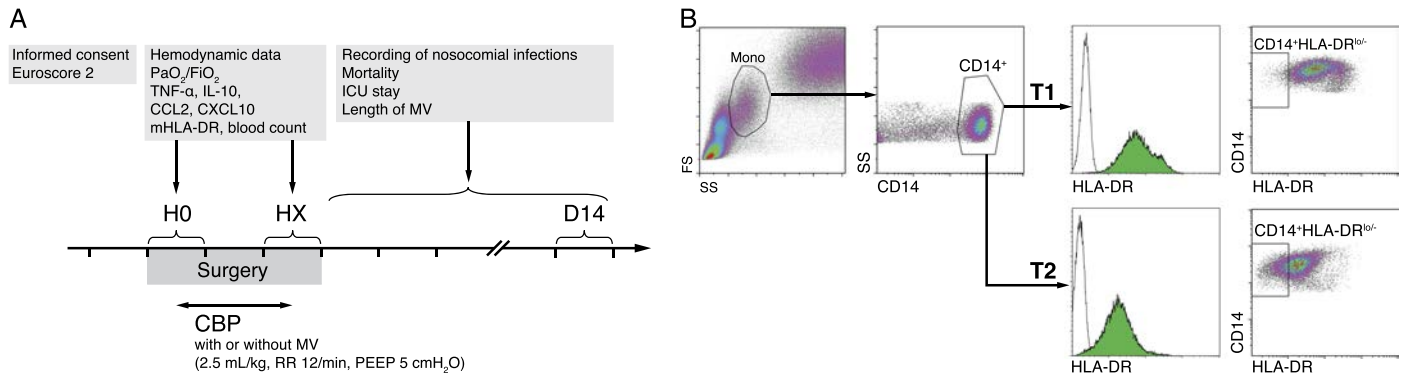 A
Informed consent
Euroscore 2
Hemodynamic data
PaO2/FiO2
TNF-α, IL-10,
CCL2, CXCL10
mHLA-DR, blood count
Recording of nosocomial infections
Mortality
ICU stay
Length of MV
H0
HX
D14
Surgery
CBP
with or without MV
(2.5 mL/kg, RR 12/min, PEEP 5 cmH2O)
B
Mono
FS
SS
CD14+
SS
CD14
T1
HLA-DR
CD14+HLA-DRlo/-
CD14
HLA-DR
T2
HLA-DR
CD14+HLA-DRlo/-
CD14
HLA-DR